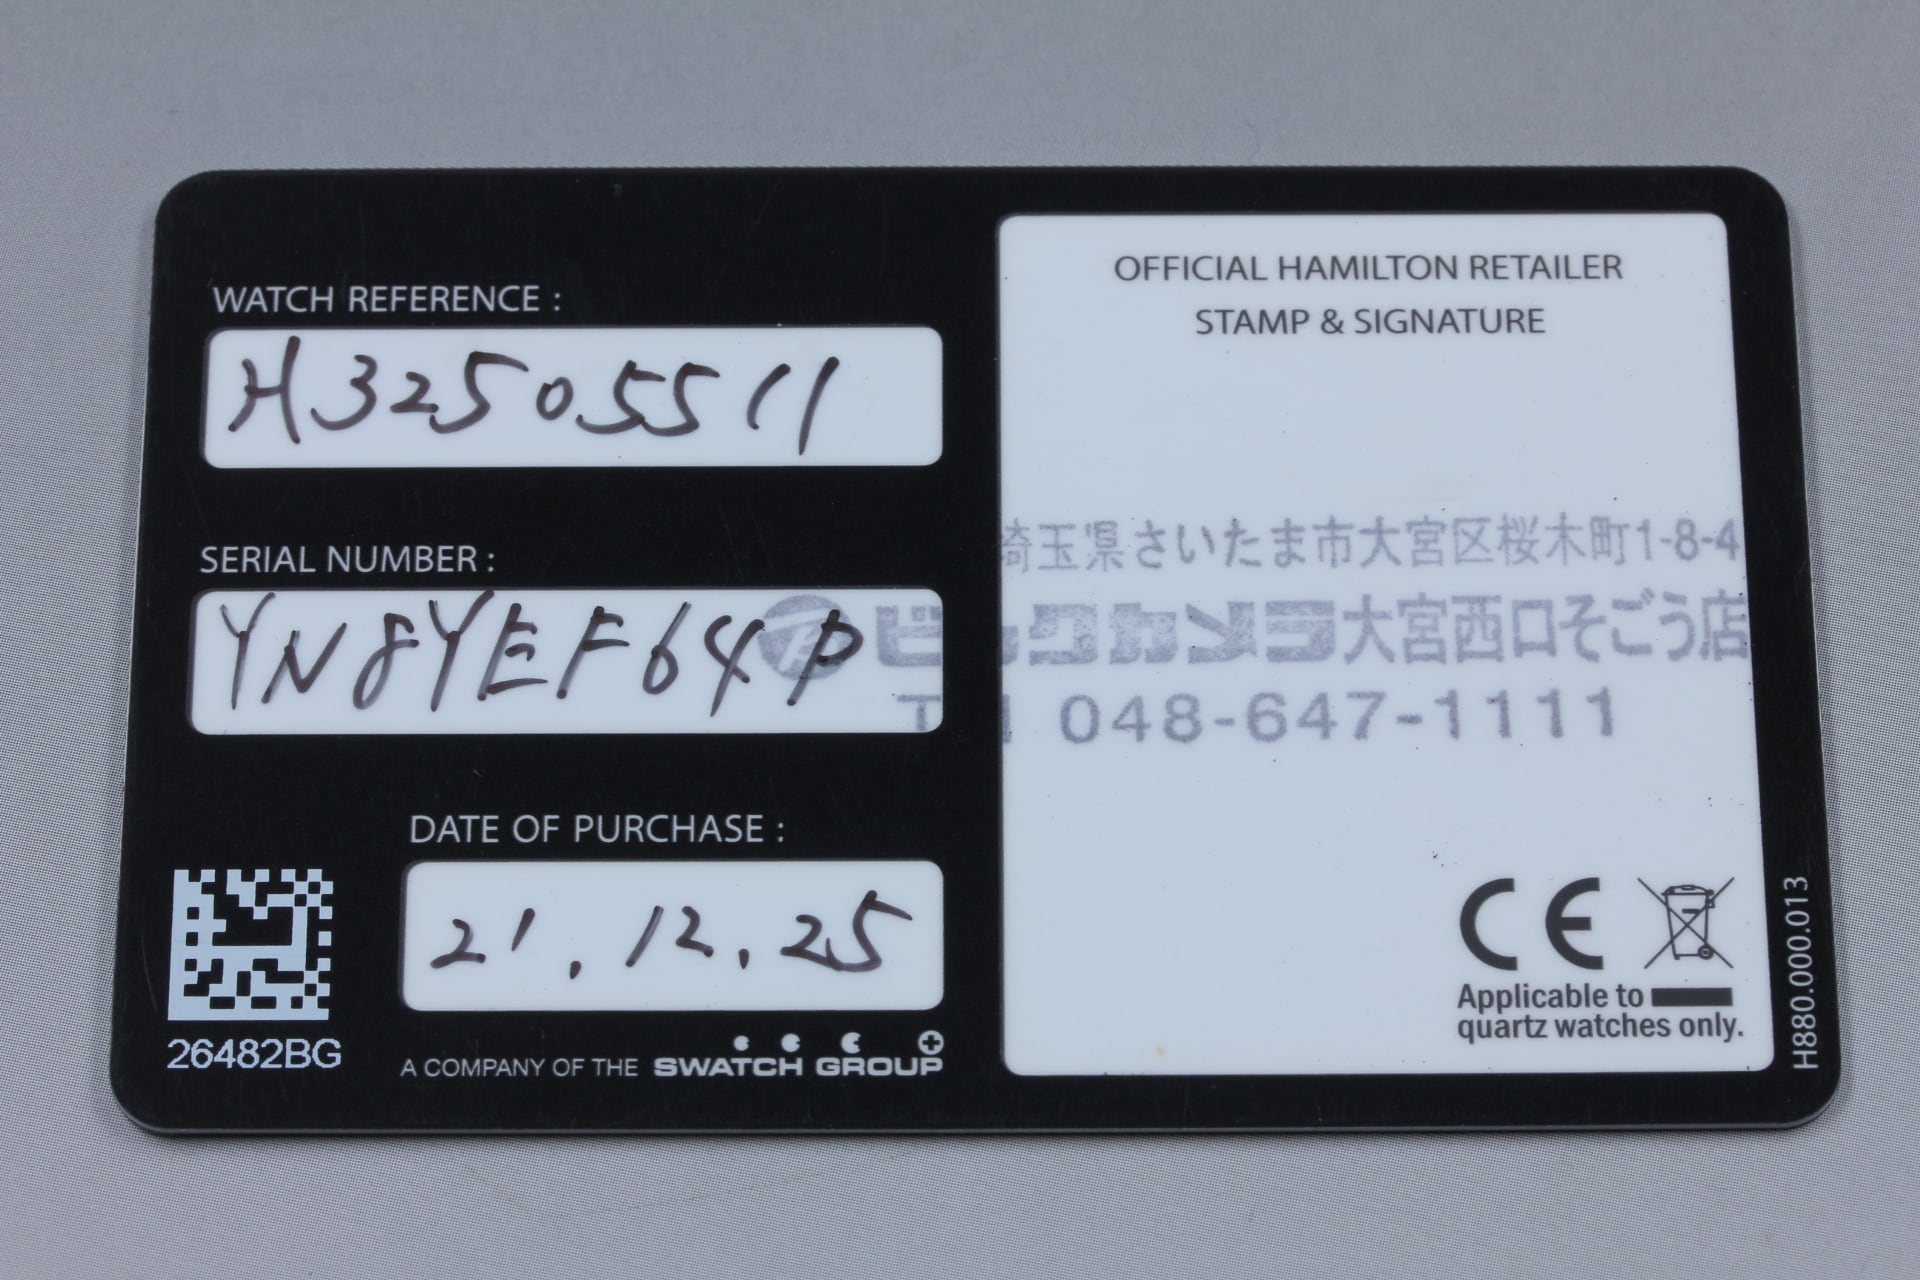 WATCH REFERENCE :
H32505511
SERIAL NUMBER :
YN8YEF64P
DATE OF PURCHASE :
21.12.25
26482BG
A COMPANY OF THE SWATCH GROUP
OFFICIAL HAMILTON RETAILER
STAMP & SIGNATURE
埼玉県さいたま市大宮区桜木町1-8-4
ビックカメラ大宮西口そごう店
048-647-1111
CE
Applicable to
quartz watches only.
H880.000.013